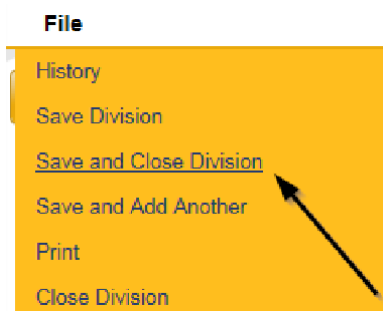 File
History
Save Division
Save and Close Division
Save and Add Another
Print
Close Division